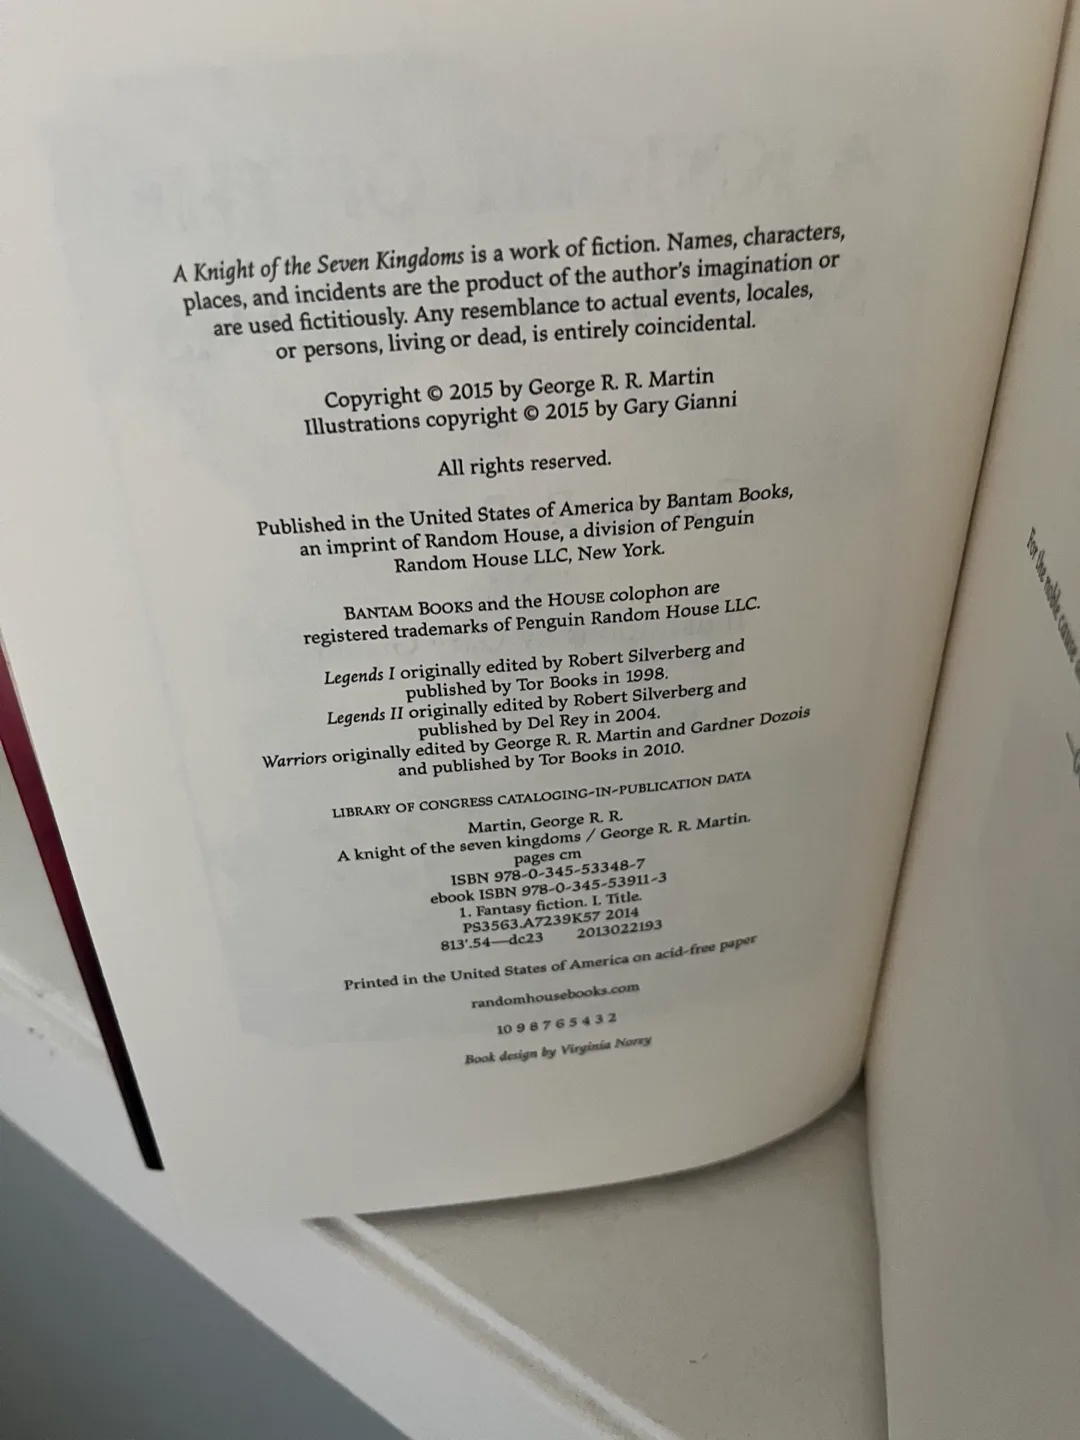 A Knight of the Seven Kingdoms is a work of fiction. Names, characters,
places, and incidents are the product of the author's imagination or
are used fictitiously. Any resemblance to actual events, locales,
or persons, living or dead, is entirely coincidental.
Copyright © 2015 by George R. R. Martin
Illustrations copyright © 2015 by Gary Gianni
All rights reserved.
Published in the United States of America by Bantam Books,
an imprint of Random House, a division of Penguin
Random House LLC, New York.
BANTAM BOOKS and the HOUSE colophon are
registered trademarks of Penguin Random House LLC.
Legends I originally edited by Robert Silverberg and
published by Tor Books in 1998.
Legends II originally edited by Robert Silverberg and
published by Del Rey in 2004.
Warriors originally edited by George R. R. Martin and Gardner Dozois
and published by Tor Books in 2010.
LIBRARY OF CONGRESS CATALOGING-IN-PUBLICATION DATA
Martin, George R. R.
A knight of the seven kingdoms / George R. R. Martin.
pages cm
ISBN 978-0-345-53348-7
ebook ISBN 978-0-345-53911-3
1. Fantasy fiction. I. Title.
PS3563.A7239K57 2014
813'.54—dc23 2013022193
Printed in the United States of America on acid-free paper
randomhousebooks.com
10 9 8 7 6 5 4 3 2
Book design by Virginia Norey
For the noble cause